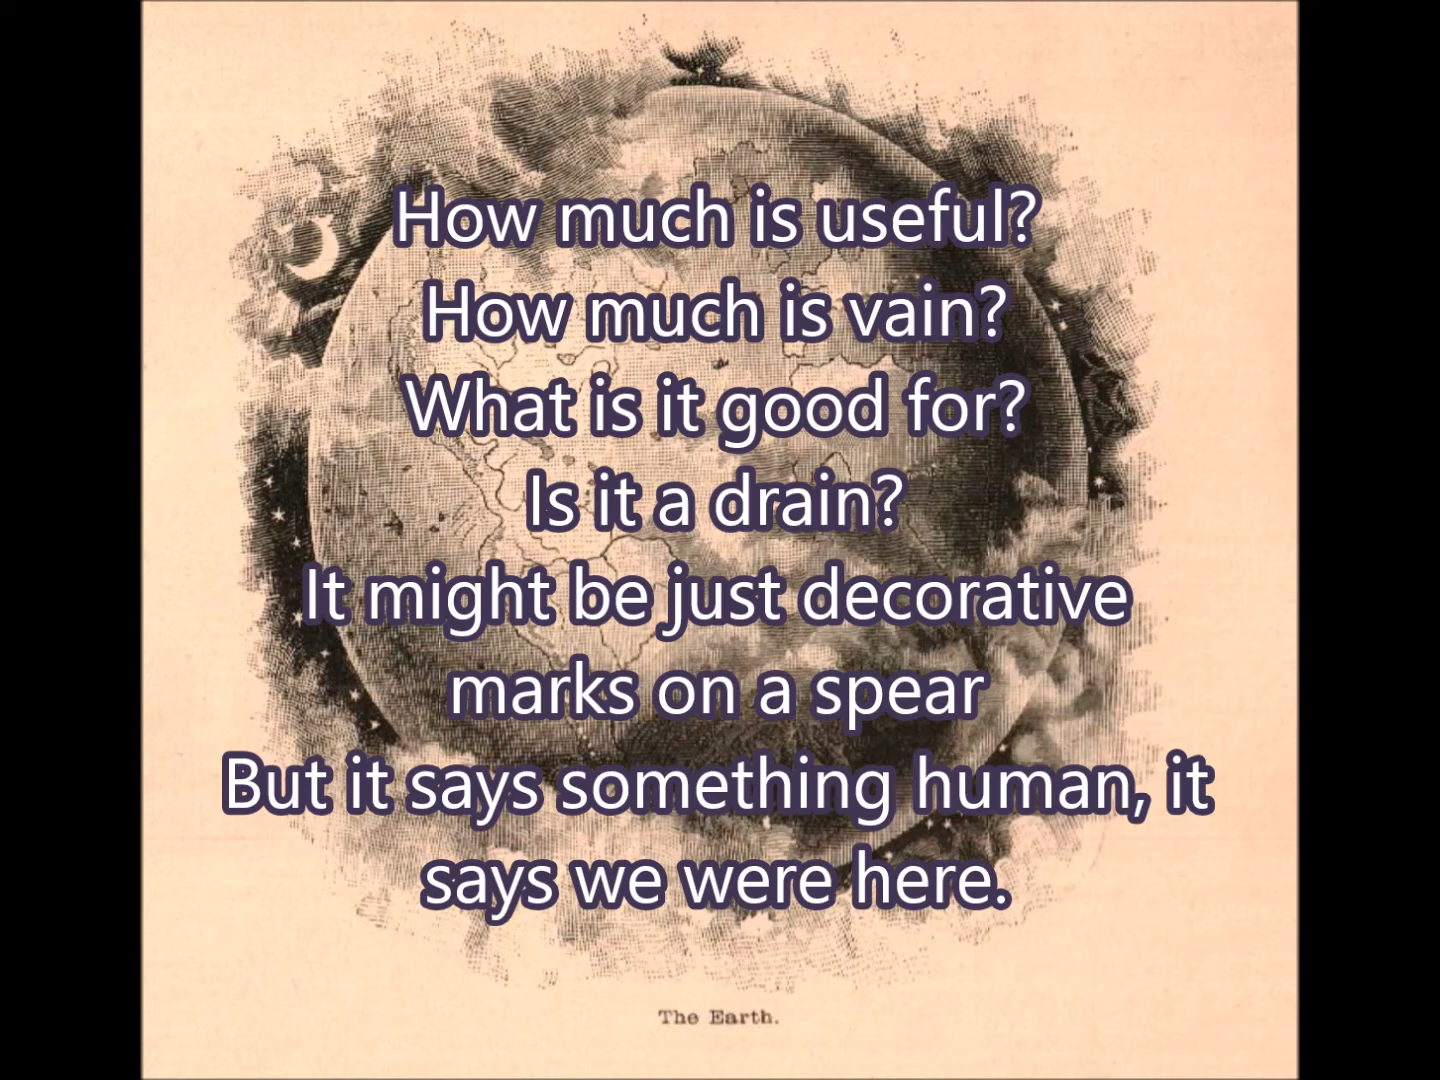 How much is useful?
How much is vain?
What is it good for?
Is it a drain?
It might be just decorative
marks on a spear
But it says something human, it
says we were here.
The Earth.